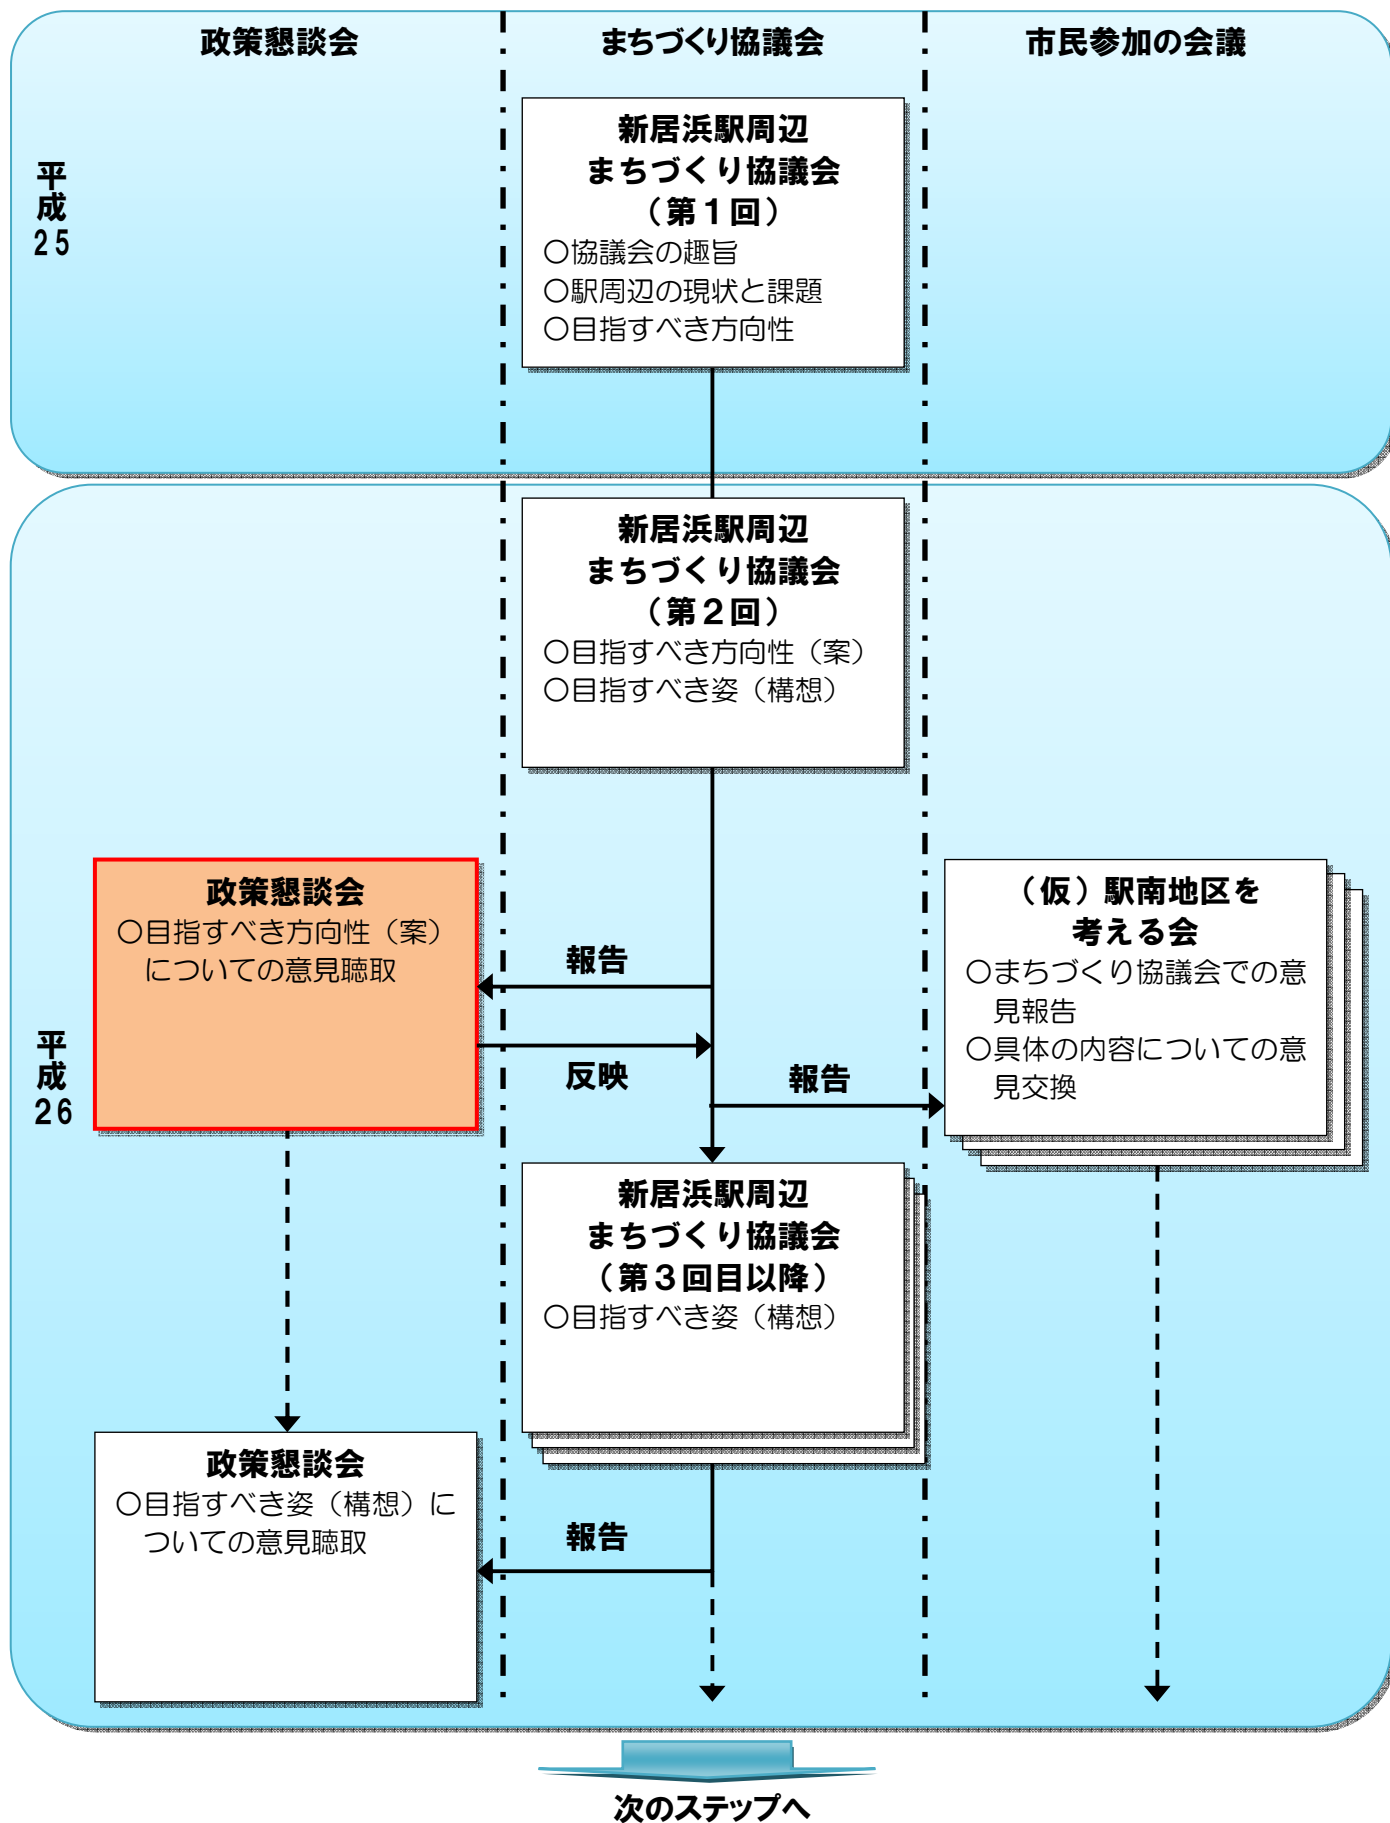 政策懇談会
まちづくり協議会
市民参加の会議
平成
25
新居浜駅周辺
まちづくり協議会
（第１回）
○協議会の趣旨
○駅周辺の現状と課題
○目指すべき方向性
平成
26
新居浜駅周辺
まちづくり協議会
（第２回）
○目指すべき方向性（案）
○目指すべき姿（構想）
政策懇談会
○目指すべき方向性（案）
についての意見聴取
報告
反映
報告
（仮）駅南地区を
考える会
○まちづくり協議会での意
見報告
○具体の内容についての意
見交換
新居浜駅周辺
まちづくり協議会
（第３回目以降）
○目指すべき姿（構想）
政策懇談会
○目指すべき姿（構想）に
ついての意見聴取
報告
次のステップへ